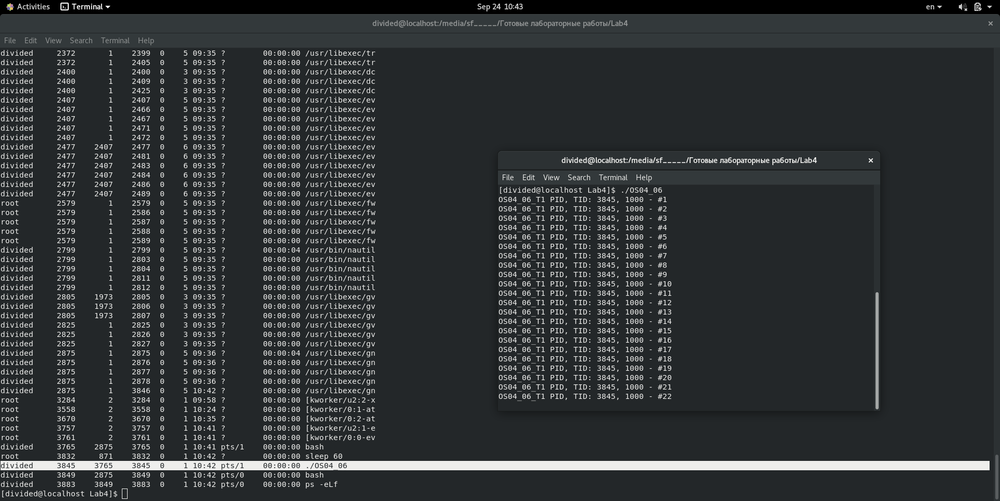 Activities Terminal Sep 24 10:43 en
divided@localhost:/media/sf_____/Готовые лабораторные работы/Lab4
File Edit View Search Terminal Help
divided 2372 1 2399 0 5 09:35 ? 00:00:00 /usr/libexec/tr
divided 2372 1 2405 0 5 09:35 ? 00:00:00 /usr/libexec/tr
divided 2400 1 2400 0 3 09:35 ? 00:00:00 /usr/libexec/dc
divided 2400 1 2409 0 3 09:35 ? 00:00:00 /usr/libexec/dc
divided 2400 1 2425 0 3 09:35 ? 00:00:00 /usr/libexec/dc
divided 2407 1 2407 0 5 09:35 ? 00:00:00 /usr/libexec/ev
divided 2407 1 2466 0 5 09:35 ? 00:00:00 /usr/libexec/ev
divided 2407 1 2467 0 5 09:35 ? 00:00:00 /usr/libexec/ev
divided 2407 1 2471 0 5 09:35 ? 00:00:00 /usr/libexec/ev
divided 2407 1 2472 0 5 09:35 ? 00:00:00 /usr/libexec/ev
divided 2477 2407 2477 0 6 09:35 ? 00:00:00 /usr/libexec/ev
divided 2477 2407 2481 0 6 09:35 ? 00:00:00 /usr/libexec/ev
divided 2477 2407 2483 0 6 09:35 ? 00:00:00 /usr/libexec/ev
divided 2477 2407 2484 0 6 09:35 ? 00:00:00 /usr/libexec/ev
divided 2477 2407 2486 0 6 09:35 ? 00:00:00 /usr/libexec/ev
divided 2477 2407 2489 0 6 09:35 ? 00:00:00 /usr/libexec/ev
root 2579 1 2579 0 5 09:35 ? 00:00:00 /usr/libexec/fw
root 2579 1 2586 0 5 09:35 ? 00:00:00 /usr/libexec/fw
root 2579 1 2587 0 5 09:35 ? 00:00:00 /usr/libexec/fw
root 2579 1 2588 0 5 09:35 ? 00:00:00 /usr/libexec/fw
root 2579 1 2589 0 5 09:35 ? 00:00:00 /usr/libexec/fw
divided 2799 1 2799 0 5 09:35 ? 00:00:04 /usr/bin/nautil
divided 2799 1 2803 0 5 09:35 ? 00:00:00 /usr/bin/nautil
divided 2799 1 2804 0 5 09:35 ? 00:00:00 /usr/bin/nautil
divided 2799 1 2811 0 5 09:35 ? 00:00:00 /usr/bin/nautil
divided 2799 1 2812 0 5 09:35 ? 00:00:00 /usr/bin/nautil
divided 2805 1973 2805 0 3 09:35 ? 00:00:00 /usr/libexec/gv
divided 2805 1973 2806 0 3 09:35 ? 00:00:00 /usr/libexec/gv
divided 2805 1973 2807 0 3 09:35 ? 00:00:00 /usr/libexec/gv
divided 2825 1 2825 0 3 09:35 ? 00:00:00 /usr/libexec/gv
divided 2825 1 2826 0 3 09:35 ? 00:00:00 /usr/libexec/gv
divided 2825 1 2827 0 3 09:35 ? 00:00:00 /usr/libexec/gv
divided 2875 1 2875 0 5 09:36 ? 00:00:04 /usr/libexec/gn
divided 2875 1 2876 0 5 09:36 ? 00:00:00 /usr/libexec/gn
divided 2875 1 2877 0 5 09:36 ? 00:00:00 /usr/libexec/gn
divided 2875 1 2878 0 5 09:36 ? 00:00:00 /usr/libexec/gn
divided 2875 1 3846 0 5 10:42 ? 00:00:00 /usr/libexec/gn
root 3284 2 3284 0 1 09:58 ? 00:00:00 [kworker/u2:2-x
root 3558 2 3558 0 1 10:24 ? 00:00:00 [kworker/0:1-at
root 3670 2 3670 0 1 10:35 ? 00:00:00 [kworker/0:2-at
root 3757 2 3757 0 1 10:41 ? 00:00:00 [kworker/u2:1-e
root 3761 2 3761 0 1 10:41 ? 00:00:00 [kworker/0:0-ev
divided 3765 2875 3765 0 1 10:41 pts/1 00:00:00 bash
root 3832 871 3832 0 1 10:42 ? 00:00:00 sleep 60
divided 3845 3765 3845 0 1 10:42 pts/1 00:00:00 ./OS04_06
divided 3849 2875 3849 0 1 10:42 pts/0 00:00:00 bash
divided 3883 3849 3883 0 1 10:42 pts/0 00:00:00 ps -eLf
[divided@localhost Lab4]$
divided@localhost:/media/sf_____/Готовые лабораторные работы/Lab4
File Edit View Search Terminal Help
[divided@localhost Lab4]$ ./OS04_06
OS04_06_T1 PID, TID: 3845, 1000 - #1
OS04_06_T1 PID, TID: 3845, 1000 - #2
OS04_06_T1 PID, TID: 3845, 1000 - #3
OS04_06_T1 PID, TID: 3845, 1000 - #4
OS04_06_T1 PID, TID: 3845, 1000 - #5
OS04_06_T1 PID, TID: 3845, 1000 - #6
OS04_06_T1 PID, TID: 3845, 1000 - #7
OS04_06_T1 PID, TID: 3845, 1000 - #8
OS04_06_T1 PID, TID: 3845, 1000 - #9
OS04_06_T1 PID, TID: 3845, 1000 - #10
OS04_06_T1 PID, TID: 3845, 1000 - #11
OS04_06_T1 PID, TID: 3845, 1000 - #12
OS04_06_T1 PID, TID: 3845, 1000 - #13
OS04_06_T1 PID, TID: 3845, 1000 - #14
OS04_06_T1 PID, TID: 3845, 1000 - #15
OS04_06_T1 PID, TID: 3845, 1000 - #16
OS04_06_T1 PID, TID: 3845, 1000 - #17
OS04_06_T1 PID, TID: 3845, 1000 - #18
OS04_06_T1 PID, TID: 3845, 1000 - #19
OS04_06_T1 PID, TID: 3845, 1000 - #20
OS04_06_T1 PID, TID: 3845, 1000 - #21
OS04_06_T1 PID, TID: 3845, 1000 - #22